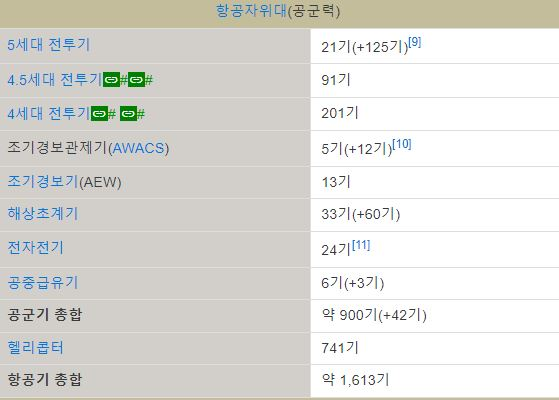 항공자위대(공군력)
5세대 전투기 21기(+125기)[9]
4.5세대 전투기## 91기
4세대 전투기# # 201기
조기경보관제기(AWACS) 5기(+12기)[10]
조기경보기(AEW) 13기
해상초계기 33기(+60기)
전자전기 24기[11]
공중급유기 6기(+3기)
공군기 총합 약 900기(+42기)
헬리콥터 741기
항공기 총합 약 1,613기